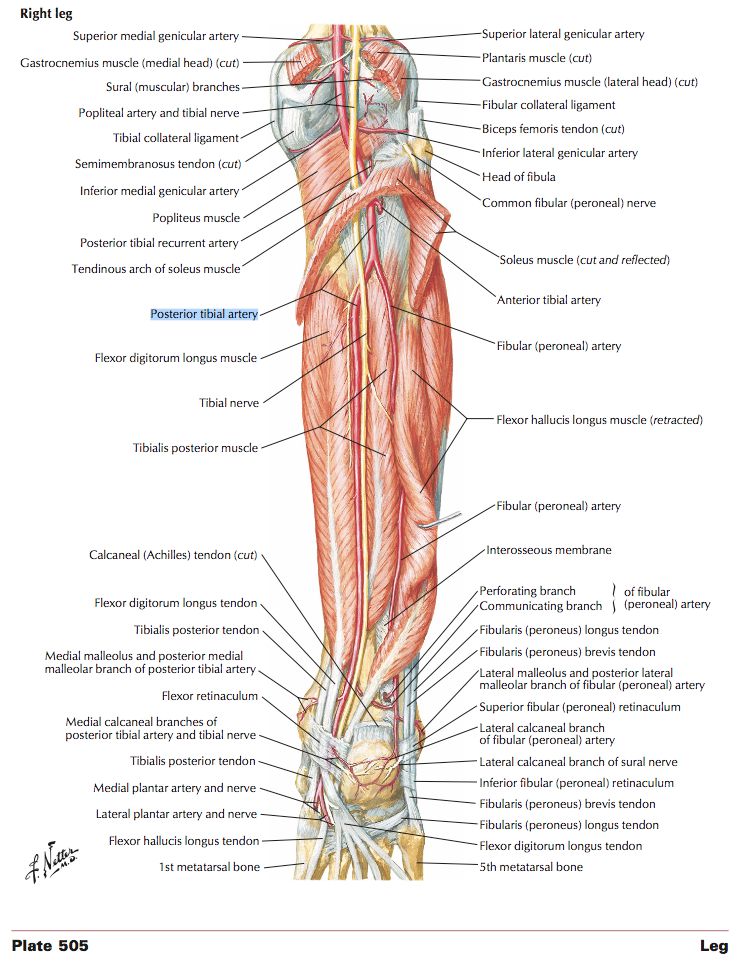 Right leg
Superior medial genicular artery
Gastrocnemius muscle (medial head) (cut)
Sural (muscular) branches
Popliteal artery and tibial nerve
Tibial collateral ligament
Semimembranosus tendon (cut)
Inferior medial genicular artery
Popliteus muscle
Posterior tibial recurrent artery
Tendinous arch of soleus muscle
Posterior tibial artery
Flexor digitorum longus muscle
Tibial nerve
Tibialis posterior muscle
Calcaneal (Achilles) tendon (cut)
Flexor digitorum longus tendon
Tibialis posterior tendon
Medial malleolus and posterior medial
malleolar branch of posterior tibial artery
Flexor retinaculum
Medial calcaneal branches of
posterior tibial artery and tibial nerve
Tibialis posterior tendon
Medial plantar artery and nerve
Lateral plantar artery and nerve
Flexor hallucis longus tendon
1st metatarsal bone
Superior lateral genicular artery
Plantaris muscle (cut)
Gastrocnemius muscle (lateral head) (cut)
Fibular collateral ligament
Biceps femoris tendon (cut)
Inferior lateral genicular artery
Head of fibula
Common fibular (peroneal) nerve
Soleus muscle (cut and reflected)
Anterior tibial artery
Fibular (peroneal) artery
Flexor hallucis longus muscle (retracted)
Fibular (peroneal) artery
Interosseous membrane
Perforating branch
Communicating branch
of fibular
(peroneal) artery
Fibularis (peroneus) longus tendon
Fibularis (peroneus) brevis tendon
Lateral malleolus and posterior lateral
malleolar branch of fibular (peroneal) artery
Superior fibular (peroneal) retinaculum
Lateral calcaneal branch
of fibular (peroneal) artery
Lateral calcaneal branch of sural nerve
Inferior fibular (peroneal) retinaculum
Fibularis (peroneus) brevis tendon
Fibularis (peroneus) longus tendon
Flexor digitorum longus tendon
5th metatarsal bone
F. Netter
M.D.
Plate 505
Leg